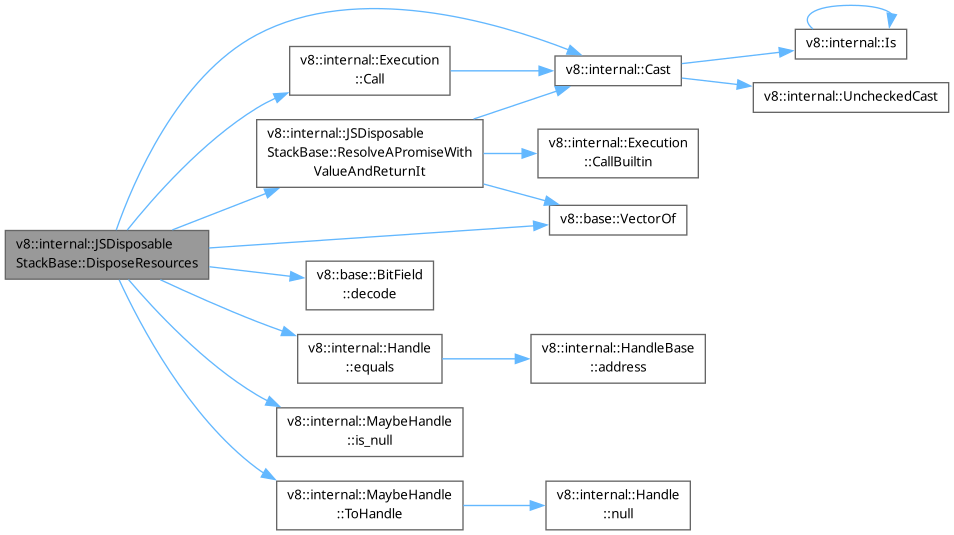 v8::internal::JSDisposable
StackBase::DisposeResources
v8::internal::Execution
::Call
v8::internal::JSDisposable
StackBase::ResolveAPromiseWith
ValueAndReturnIt
v8::base::BitField
::decode
v8::internal::Handle
::equals
v8::internal::MaybeHandle
::is_null
v8::internal::MaybeHandle
::ToHandle
v8::internal::Cast
v8::internal::Execution
::CallBuiltin
v8::base::VectorOf
v8::internal::HandleBase
::address
v8::internal::Handle
::null
v8::internal::Is
v8::internal::UncheckedCast